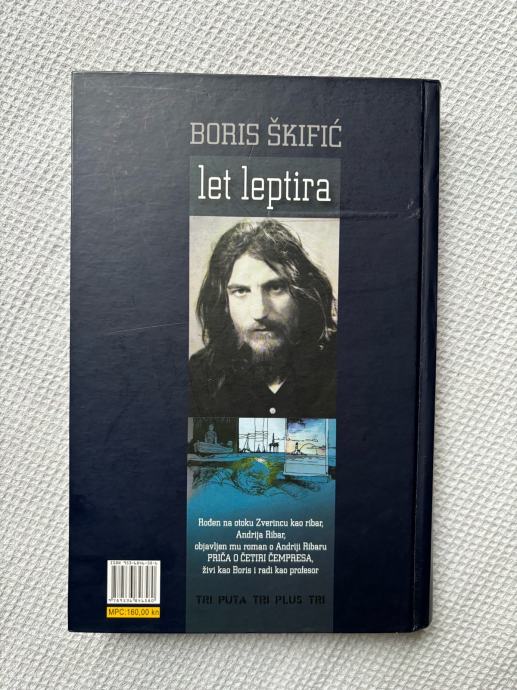 BORIS ŠKIFIĆ
let leptira
Rođen na otoku Zverincu kao ribar,
Andrija Ribar,
objavljen mu roman o Andriji Ribaru
PRIČA O ČETIRI ČEMPRESA,
živi kao Boris i radi kao profesor
TRI PUTA TRI PLUS TRI
MPC:160,00 kn